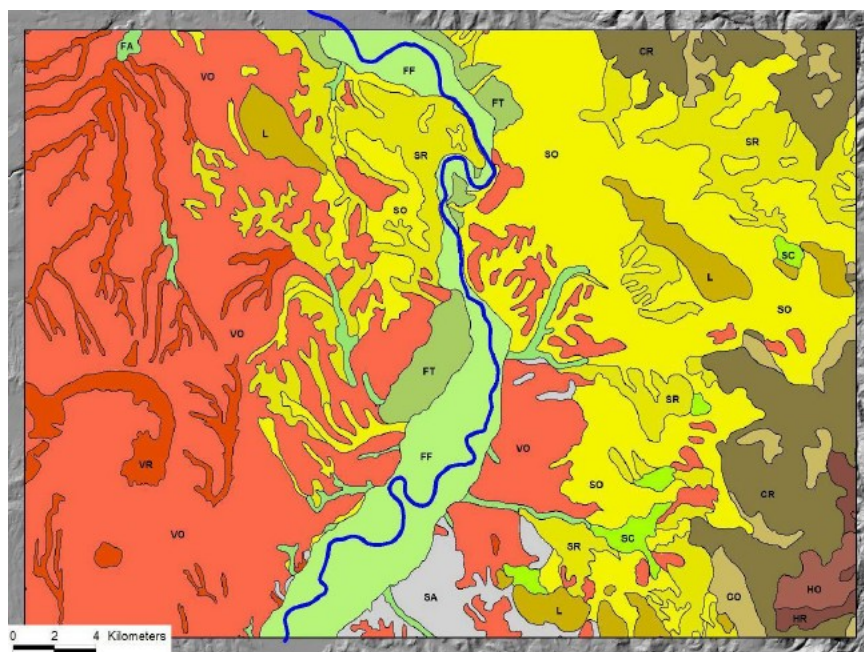 FA
CR
VO
FF
FT
L
SR
SR
SO
SO
SC
L
SO
VO
FT
SR
VR
FF
VO
SO
CR
VO
SC
SR
SA
CO
HO
L
HR
0 2 4 Kilometers